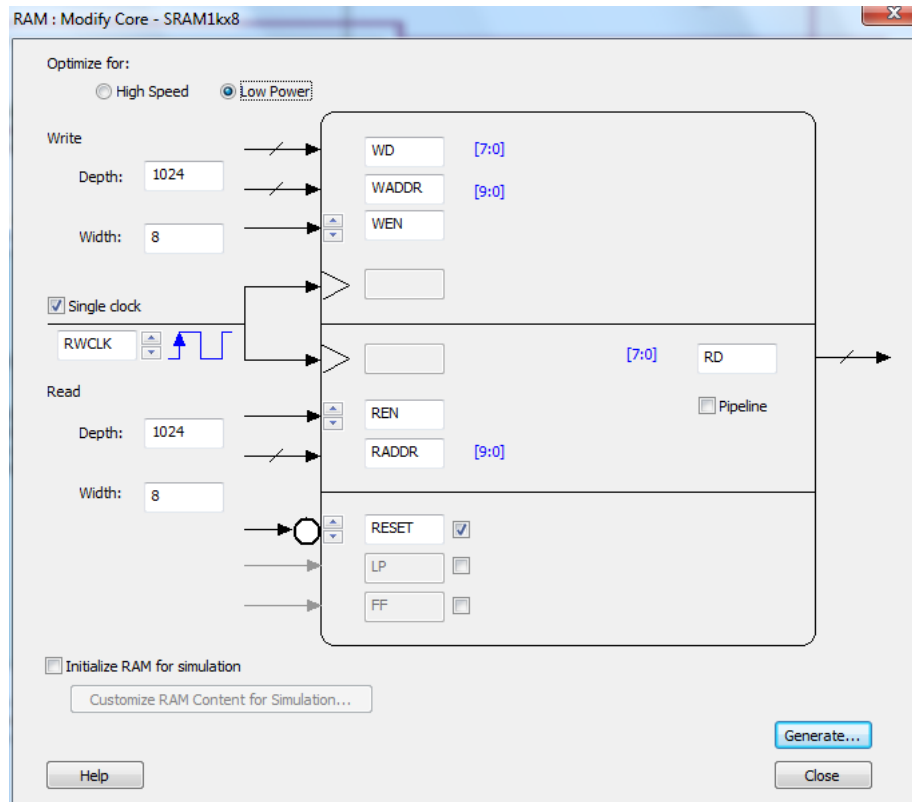 RAM : Modify Core - SRAM1kx8
X
Optimize for:
High Speed Low Power
Write
WD [7:0]
Depth: 1024
WADDR [9:0]
WEN
Width: 8
Single clock
RWCLK
[7:0] RD
Read
REN
Pipeline
Depth: 1024
RADDR [9:0]
Width: 8
RESET
LP
FF
Initialize RAM for simulation
Customize RAM Content for Simulation...
Generate...
Help
Close